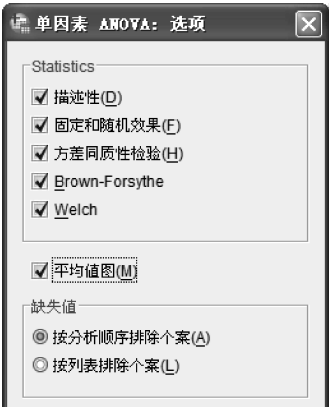 单因素 ANOVA: 选项
Statistics
描述性(D)
固定和随机效果(F)
方差同质性检验(H)
Brown-Forsythe
Welch
平均值图(M)
缺失值
按分析顺序排除个案(A)
按列表排除个案(L)